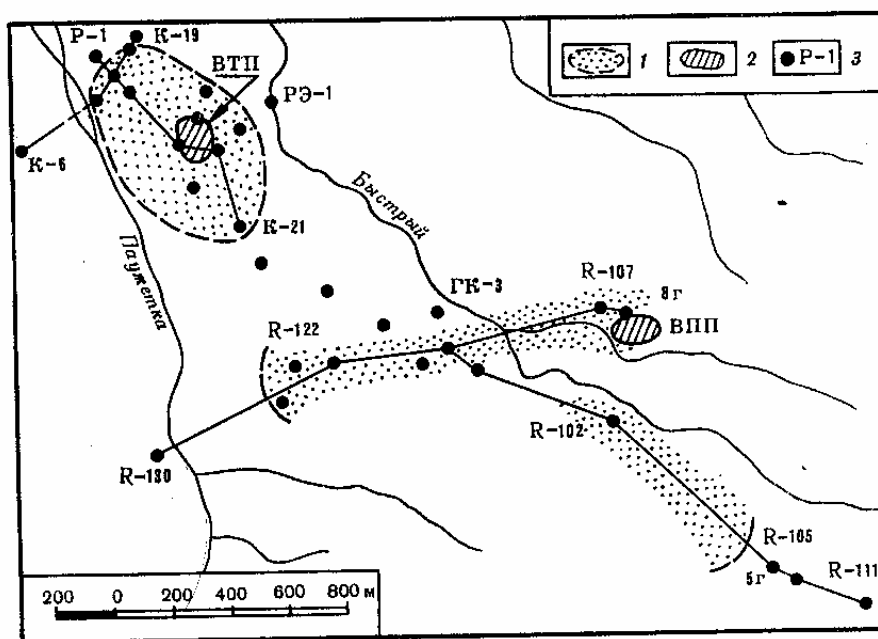 Р-1
К-19
ВТП
РЭ-1
К-6
К-21
Паужетка
Быстрый
1
2
Р-1
3
ГК-3
R-107
8г
ВПП
R-122
R-130
R-102
R-105
5г
R-111
200 0 200 400 600 800 м